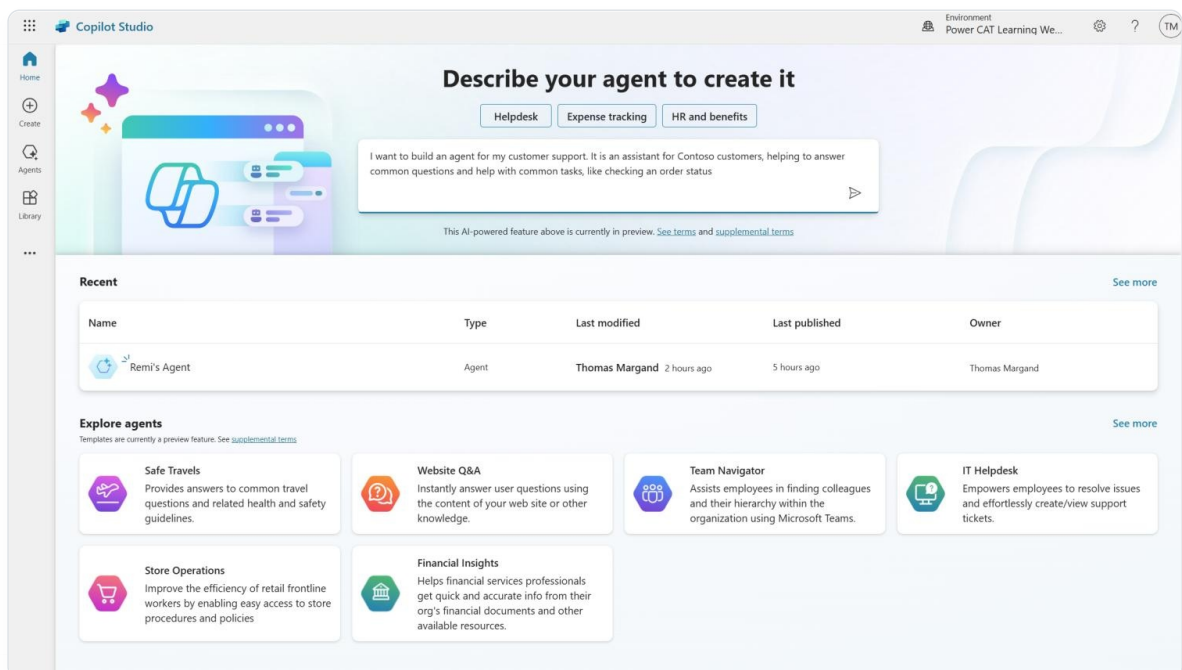 Copilot Studio
Environment
Power CAT Learning We...
TM
Home
Create
Agents
Library
Describe your agent to create it
Helpdesk
Expense tracking
HR and benefits
I want to build an agent for my customer support. It is an assistant for Contoso customers, helping to answer
common questions and help with common tasks, like checking an order status
This AI-powered feature above is currently in preview. See terms and supplemental terms
Recent
See more
Name Type Last modified Last published Owner
Remi's Agent Agent Thomas Margand 2 hours ago 5 hours ago Thomas Margand
Explore agents
See more
Templates are currently a preview feature. See supplemental terms
Safe Travels
Provides answers to common travel
questions and related health and safety
guidelines.
Website Q&A
Instantly answer user questions using
the content of your web site or other
knowledge.
Team Navigator
Assists employees in finding colleagues
and their hierarchy within the
organization using Microsoft Teams.
IT Helpdesk
Empowers employees to resolve issues
and effortlessly create/view support
tickets.
Store Operations
Improve the efficiency of retail frontline
workers by enabling easy access to store
procedures and policies
Financial Insights
Helps financial services professionals
get quick and accurate info from their
org's financial documents and other
available resources.